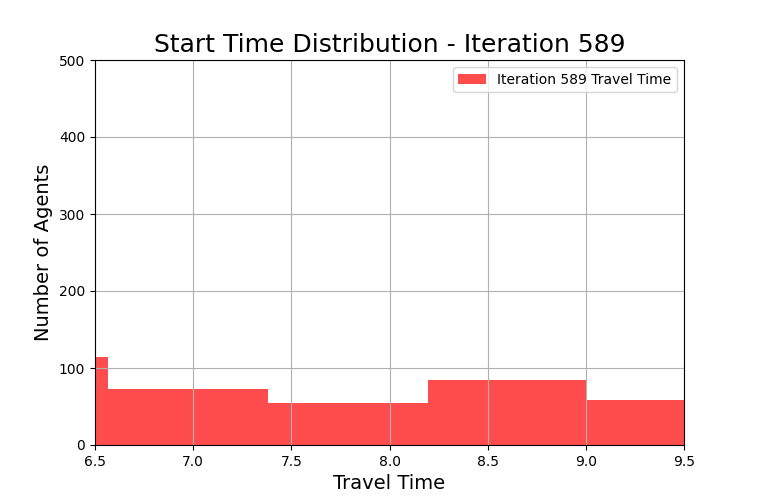 Start Time Distribution - Iteration 589
Iteration 589 Travel Time
Number of Agents
500
400
300
200
100
0
6.5 7.0 7.5 8.0 8.5 9.0 9.5
Travel Time